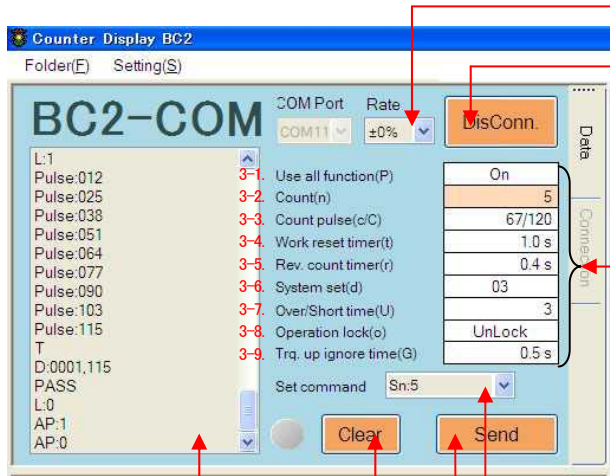 Counter Display BC2
Folder(F) Setting(S)
BC2-COM
COM Port Rate
COM11 ±0% DisConn.
L:1
Pulse:012
Pulse:025
Pulse:038
Pulse:051
Pulse:064
Pulse:077
Pulse:090
Pulse:103
Pulse:115
T
D:0001,115
PASS
L:0
AP:1
AP:0
3-1. Use all function(P) On
3-2. Count(n) 5
3-3. Count pulse(c/C) 67/120
3-4. Work reset timer(t) 1.0 s
3-5. Rev. count timer(r) 0.4 s
3-6. System set(d) 03
3-7. Over/Short time(U) 3
3-8. Operation lock(o) UnLock
3-9. Trq. up ignore time(G) 0.5 s
Set command Sn:5
Clear Send
Data
Connection